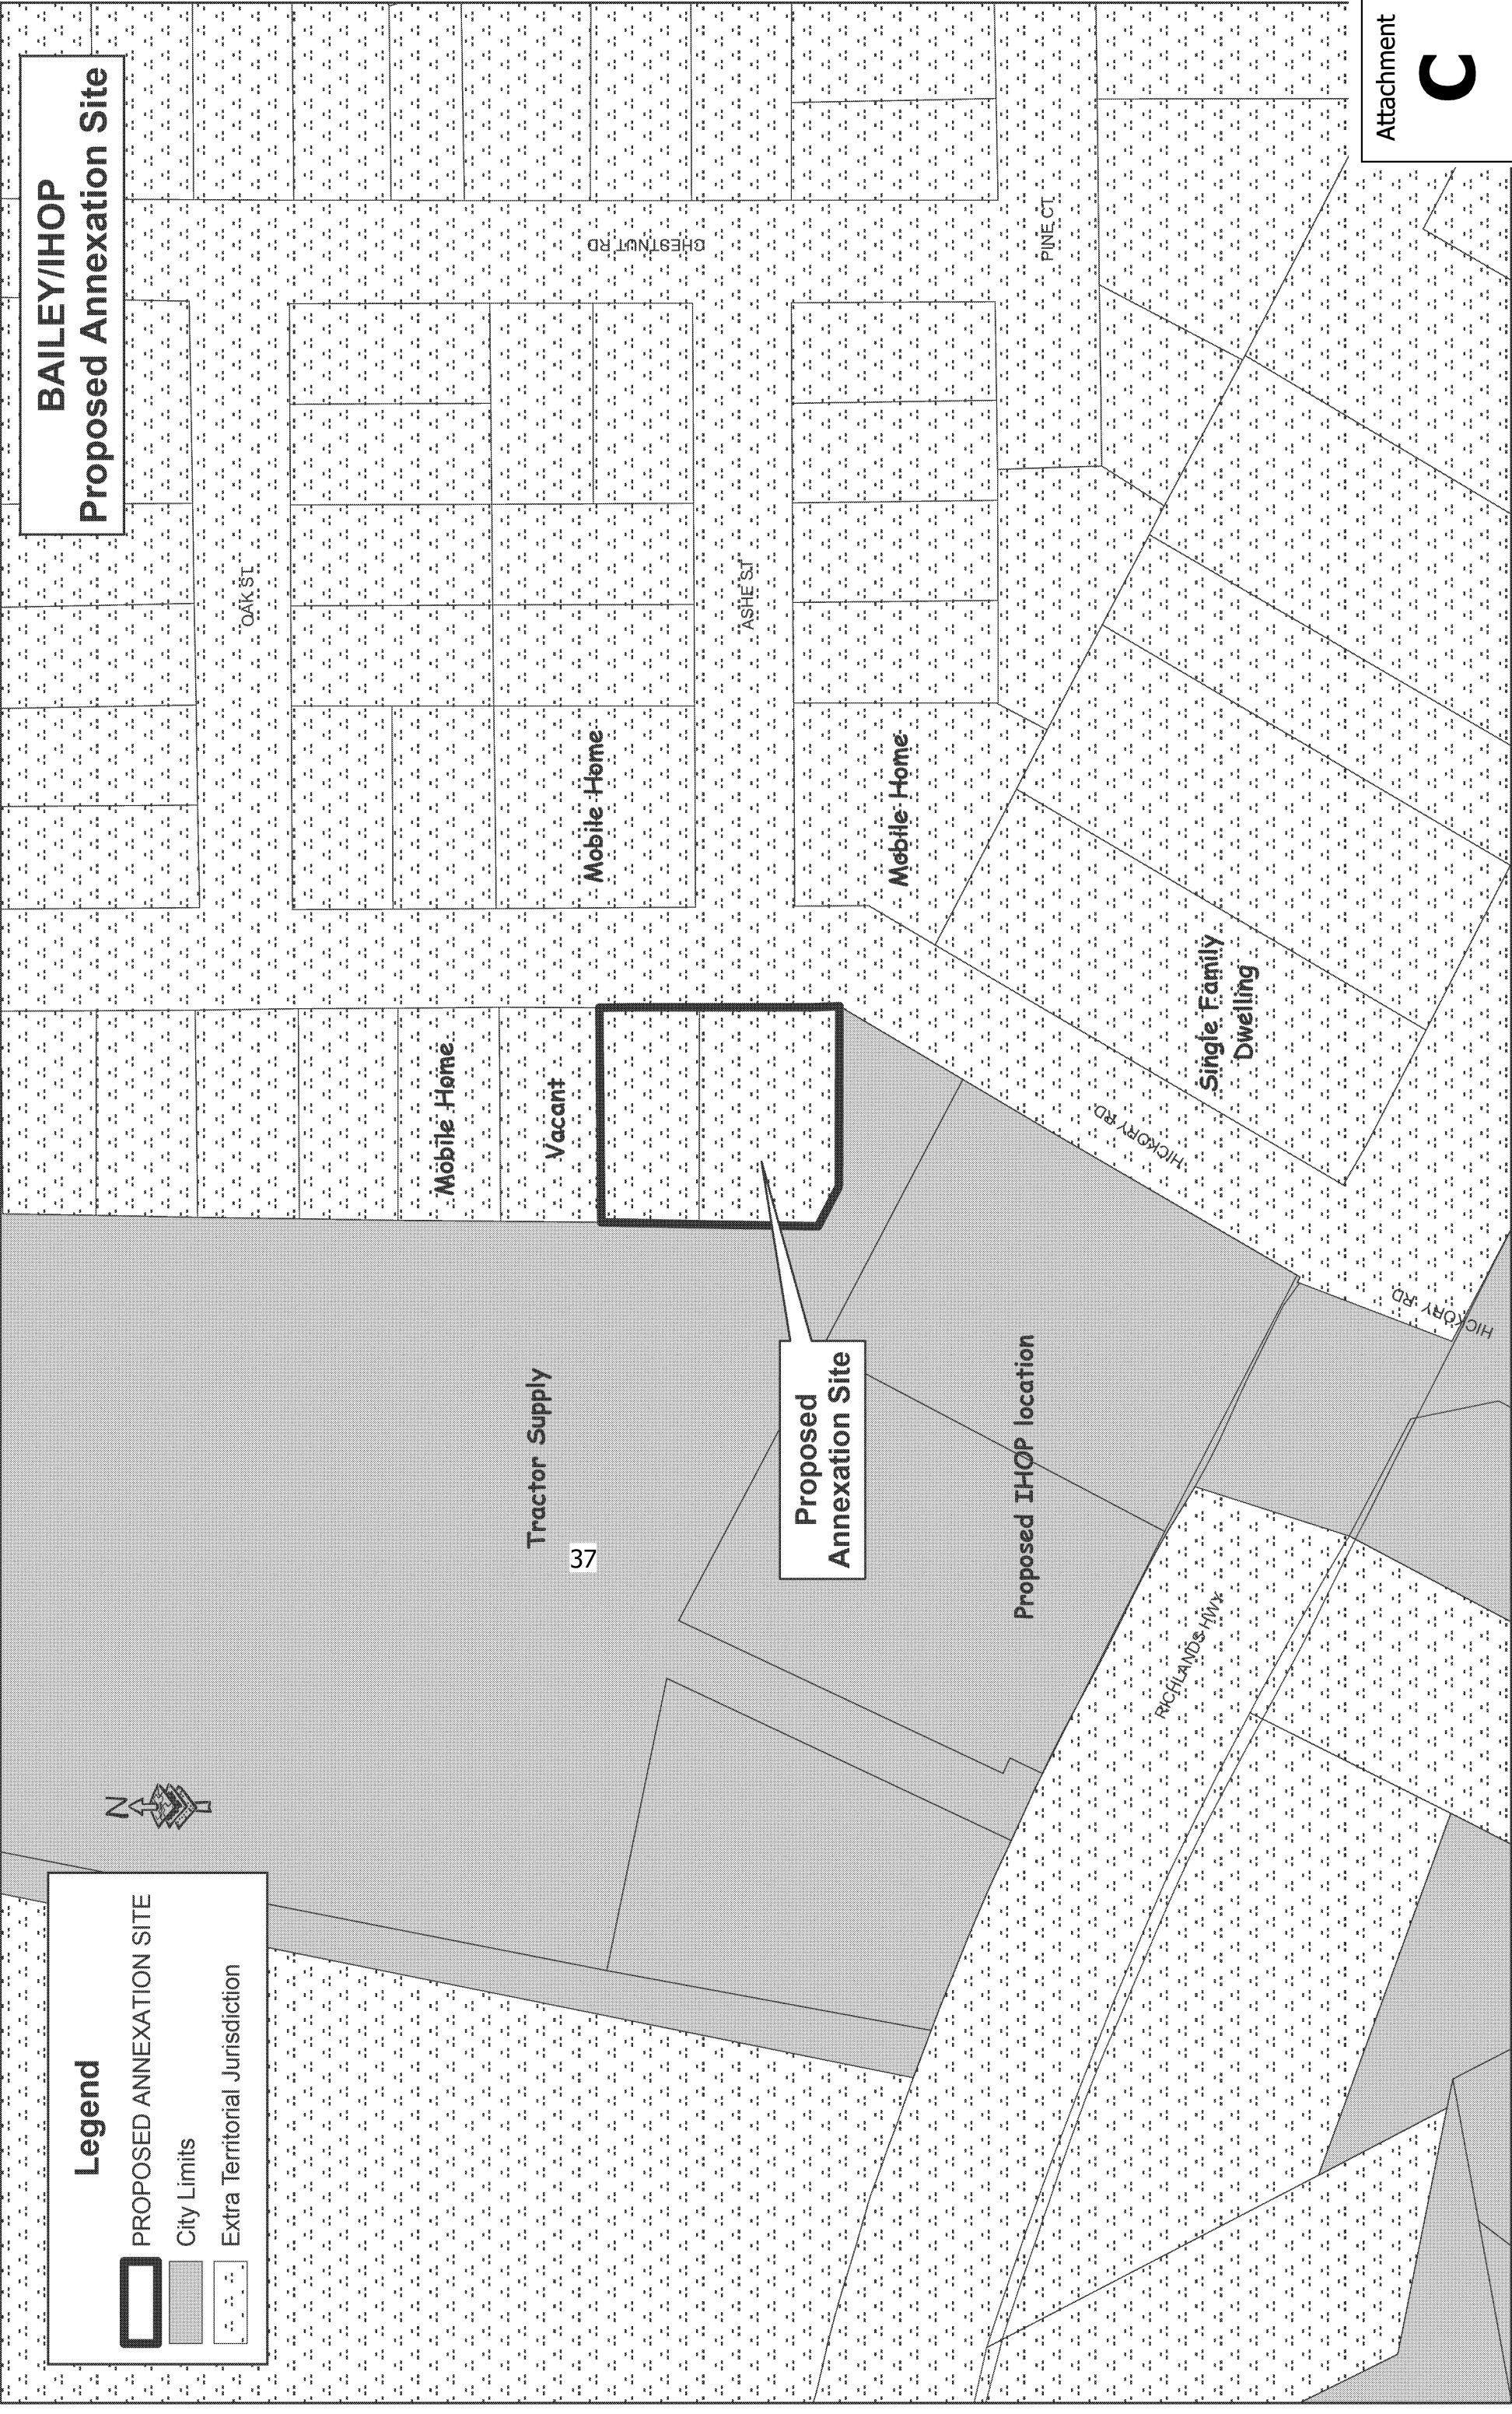 BAILEY/IHOP
Proposed Annexation Site
Legend
PROPOSED ANNEXATION SITE
City Limits
Extra Territorial Jurisdiction
N
OAK ST
CHESTNUT RD
Mobile Home
Vacant
Mobile Home
Tractor Supply
37
ASHE ST
Proposed
Annexation Site
Mobile Home
PINE CT
Proposed IHOP location
HICKORY RD
Single Family
Dwelling
RICHLANDS HWY
HICKORY RD
Attachment
C